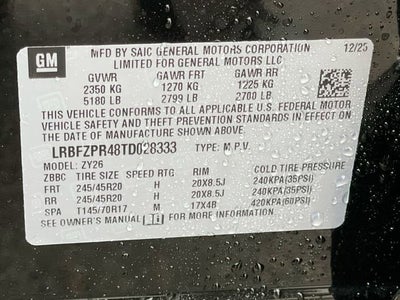 GM
MFD BY SAIC GENERAL MOTORS CORPORATION 12/25
LIMITED FOR GENERAL MOTORS LLC
GVWR GAWR FRT GAWR RR
2350 KG 1270 KG 1225 KG
5180 LB 2799 LB 2700 LB
THIS VEHICLE CONFORMS TO ALL APPLICABLE U.S. FEDERAL MOTOR
VEHICLE SAFETY AND THEFT PREVENTION STANDARDS IN EFFECT ON THE
DATE OF MANUFACTURE SHOWN ABOVE.
LRBFZPR48TD028333 TYPE: M.P.V.
ZBBC MODEL: ZY26
TIRE SIZE SPEED RTG RIM COLD TIRE PRESSURE
FRT 245/45R20 H 20X8.5J 240KPA(35PSI)
RR 245/45R20 H 20X8.5J 240KPA(35PSI)
SPA T145/70R17 M 17X4B 420KPA(60PSI)
SEE OWNER'S MANUAL FOR MORE INFORMATION